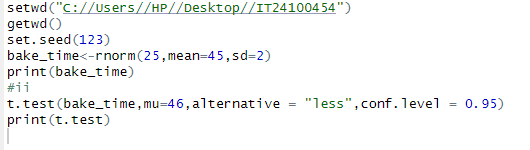 setwd("C://Users//HP//Desktop//IT24100454")
getwd()
set.seed(123)
bake_time<-rnorm(25,mean=45,sd=2)
print(bake_time)
#ii
t.test(bake_time,mu=46,alternative = "less",conf.level = 0.95)
print(t.test)